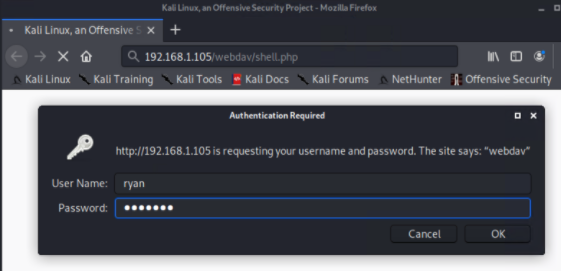 Kali Linux, an Offensive Security Project - Mozilla Firefox
Kali Linux, an Offensive S
192.168.1.105/webdav/shell.php
Kali Linux Kali Training Kali Tools Kali Docs Kali Forums NetHunter Offensive Security
Authentication Required
http://192.168.1.105 is requesting your username and password. The site says: “webdav”
User Name: ryan
Password: •••••••
Cancel OK